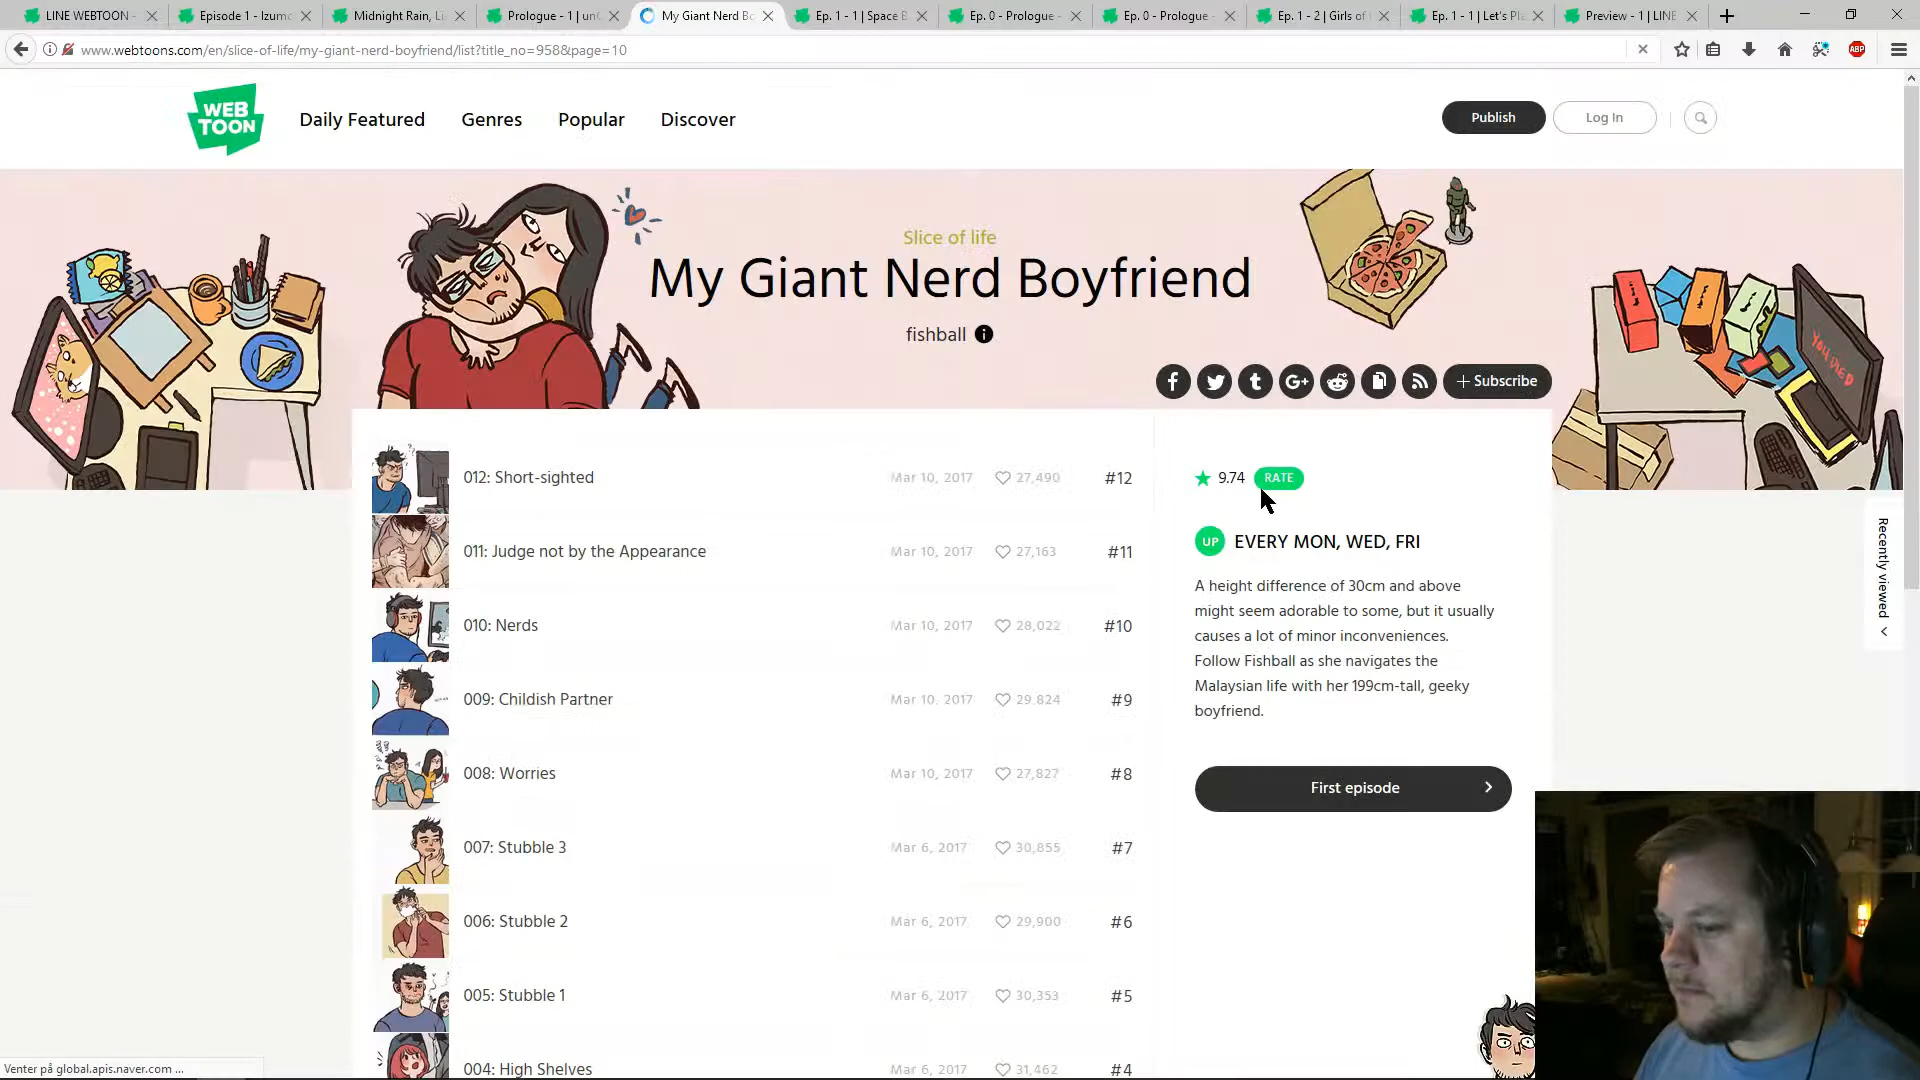 LINE WEBTOON -
Episode 1 - Izumo
Midnight Rain, Li
Prologue - 1 | unO
My Giant Nerd Bo
Ep. 1 - 1 | Space B
Ep. 0 - Prologue -
Ep. 0 - Prologue -
Ep. 1 - 2 | Girls of
Ep. 1 - 1 | Let's Pla
Preview - 1 | LINE
www.webtoons.com/en/slice-of-life/my-giant-nerd-boyfriend/list?title_no=958&page=10
ABP
WEB
TOON
Daily Featured
Genres
Popular
Discover
Publish
Log In
Slice of life
My Giant Nerd Boyfriend
fishball
YOU DIED
+ Subscribe
012: Short-sighted Mar 10, 2017 27,490 #12
011: Judge not by the Appearance Mar 10, 2017 27,163 #11
010: Nerds Mar 10, 2017 28,022 #10
009: Childish Partner Mar 10, 2017 29,824 #9
008: Worries Mar 10, 2017 27,827 #8
007: Stubble 3 Mar 6, 2017 30,855 #7
006: Stubble 2 Mar 6, 2017 29,900 #6
005: Stubble 1 Mar 6, 2017 30,353 #5
004: High Shelves Mar 6, 2017 31,462 #4
9.74 RATE
UP EVERY MON, WED, FRI
A height difference of 30cm and above
might seem adorable to some, but it usually
causes a lot of minor inconveniences.
Follow Fishball as she navigates the
Malaysian life with her 199cm-tall, geeky
boyfriend.
First episode
Recently viewed
Venter på global.apis.naver.com ...